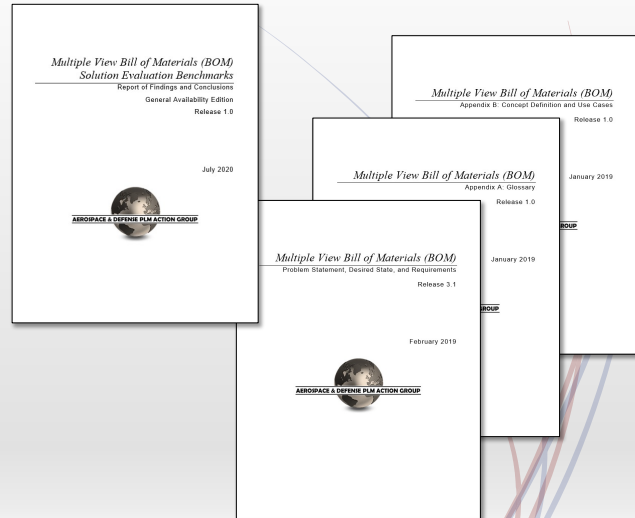 Multiple View Bill of Materials (BOM)
Solution Evaluation Benchmarks
Report of Findings and Conclusions
General Availability Edition
Release 1.0
July 2020
AEROSPACE & DEFENSE PLM ACTION GROUP
Multiple View Bill of Materials (BOM)
Appendix B: Concept Definition and Use Cases
Release 1.0
January 2019
ROUP
Multiple View Bill of Materials (BOM)
Appendix A: Glossary
Release 1.0
January 2019
GROUP
Multiple View Bill of Materials (BOM)
Problem Statement, Desired State, and Requirements
Release 3.1
February 2019
AEROSPACE & DEFENSE PLM ACTION GROUP